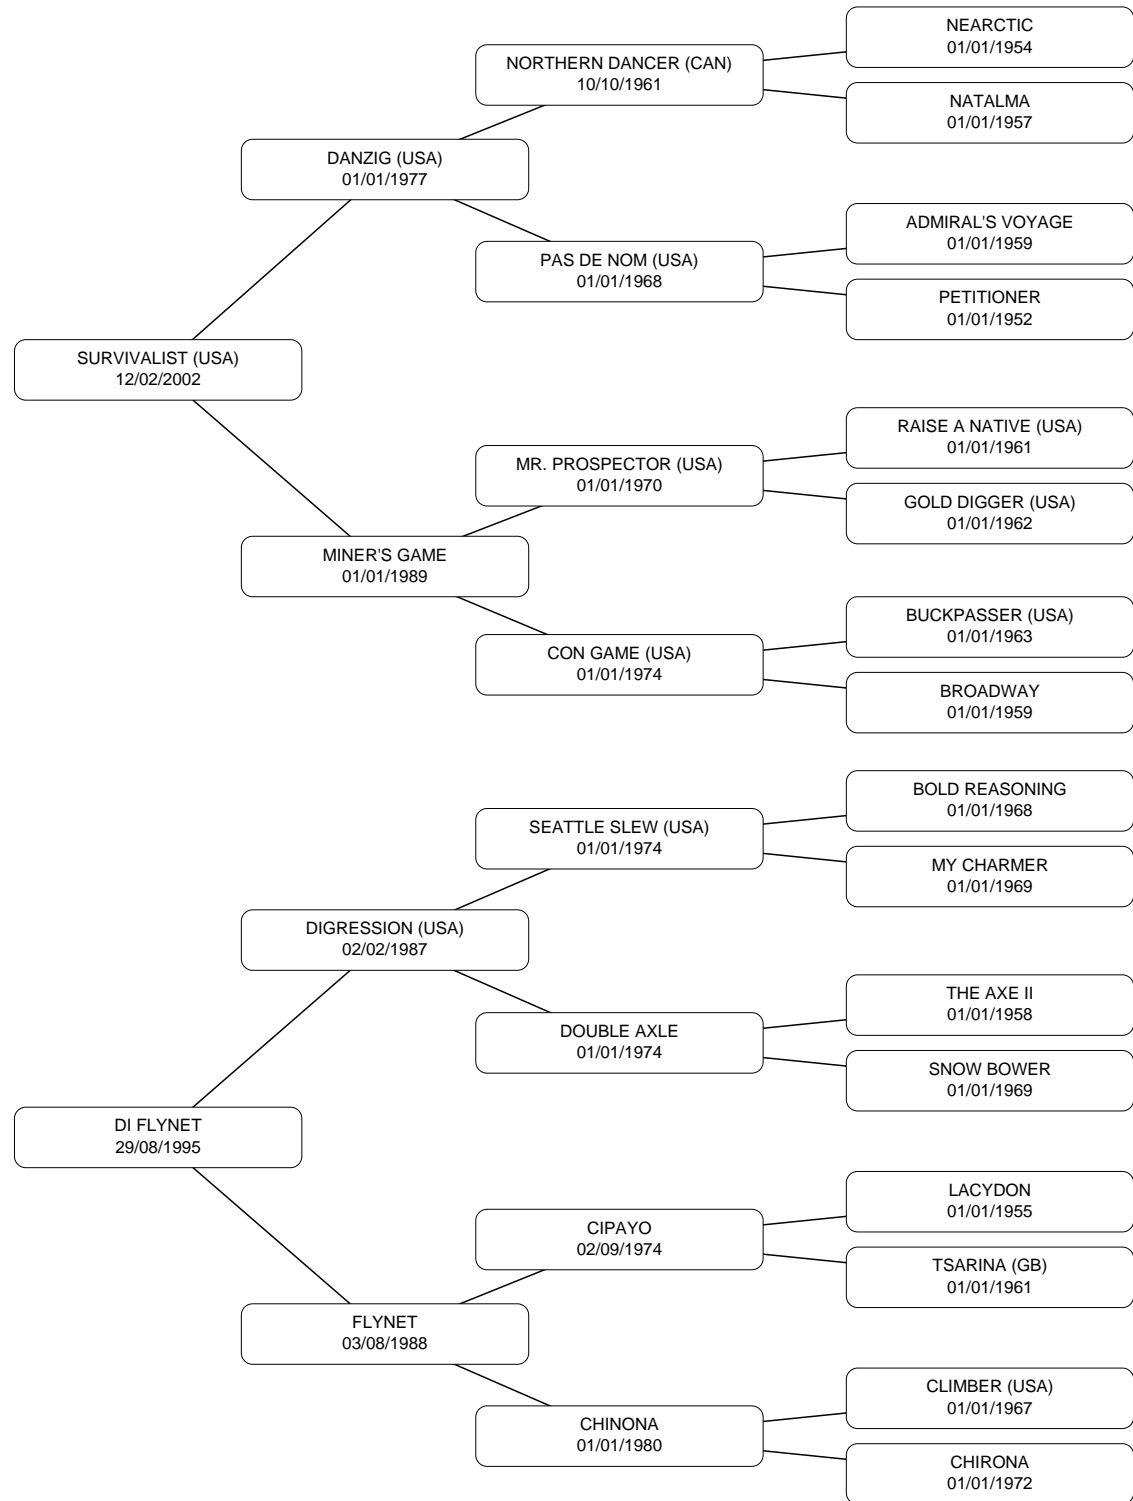 NEARCTIC
01/01/1954
NORTHERN DANCER (CAN)
10/10/1961
NATALMA
01/01/1957
DANZIG (USA)
01/01/1977
ADMIRAL'S VOYAGE
01/01/1959
PAS DE NOM (USA)
01/01/1968
PETITIONER
01/01/1952
SURVIVALIST (USA)
12/02/2002
RAISE A NATIVE (USA)
01/01/1961
MR. PROSPECTOR (USA)
01/01/1970
GOLD DIGGER (USA)
01/01/1962
MINER'S GAME
01/01/1989
BUCKPASSER (USA)
01/01/1963
CON GAME (USA)
01/01/1974
BROADWAY
01/01/1959
BOLD REASONING
01/01/1968
SEATTLE SLEW (USA)
01/01/1974
MY CHARMER
01/01/1969
DIGRESSION (USA)
02/02/1987
THE AXE II
01/01/1958
DOUBLE AXLE
01/01/1974
SNOW BOWER
01/01/1969
DI FLYNET
29/08/1995
LACYDON
01/01/1955
CIPAYO
02/09/1974
TSARINA (GB)
01/01/1961
FLYNET
03/08/1988
CLIMBER (USA)
01/01/1967
CHINONA
01/01/1980
CHIRONA
01/01/1972